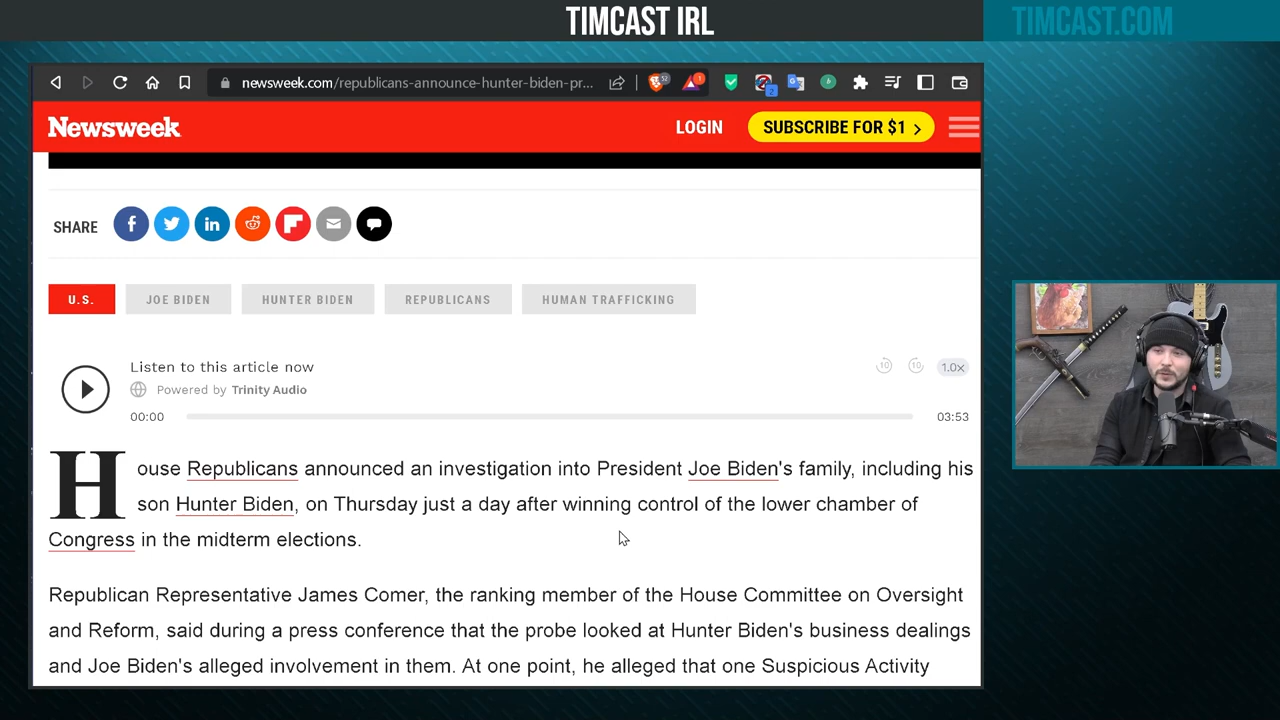 TIMCAST IRL
TIMCAST.COM
newsweek.com/republicans-announce-hunter-biden-pr...
52
1
2
Newsweek
LOGIN
SUBSCRIBE FOR $1 >
SHARE
U.S.
JOE BIDEN
HUNTER BIDEN
REPUBLICANS
HUMAN TRAFFICKING
Listen to this article now
Powered by Trinity Audio
10
10
1.0x
00:00
03:53
House Republicans announced an investigation into President Joe Biden's family, including his
son Hunter Biden, on Thursday just a day after winning control of the lower chamber of
Congress in the midterm elections.
Republican Representative James Comer, the ranking member of the House Committee on Oversight
and Reform, said during a press conference that the probe looked at Hunter Biden's business dealings
and Joe Biden's alleged involvement in them. At one point, he alleged that one Suspicious Activity